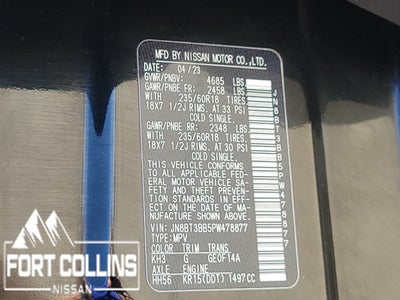 MFD BY NISSAN MOTOR CO.,LTD.
DATE: 04/23
GVWR/PNBV: 4685 LBS
GAWR/PNBE FR: 2458 LBS
WITH 235/60R18 TIRES
18X7 1/2J RIMS, AT 33 PSI
COLD SINGLE.
GAWR/PNBE RR: 2348 LBS
WITH 235/60R18 TIRES
18X7 1/2J RIMS, AT 30 PSI
COLD SINGLE.
THIS VEHICLE CONFORMS
TO ALL APPLICABLE FED-
ERAL MOTOR VEHICLE SA-
FETY AND THEFT
PREVENTION STANDARDS IN
EFFECT ON THE DATE OF MA-
NUFACTURE SHOWN ABOVE.
VIN: JN8BT3BB5PW478877
TYPE: MPV
COLOR TRIM TRANS
KH3 G GE0F14A
AXLE ENGINE
HH56 KR15(DDT) 1497CC
JN8BT3BB5PW478877
FORT COLLINS
NISSAN